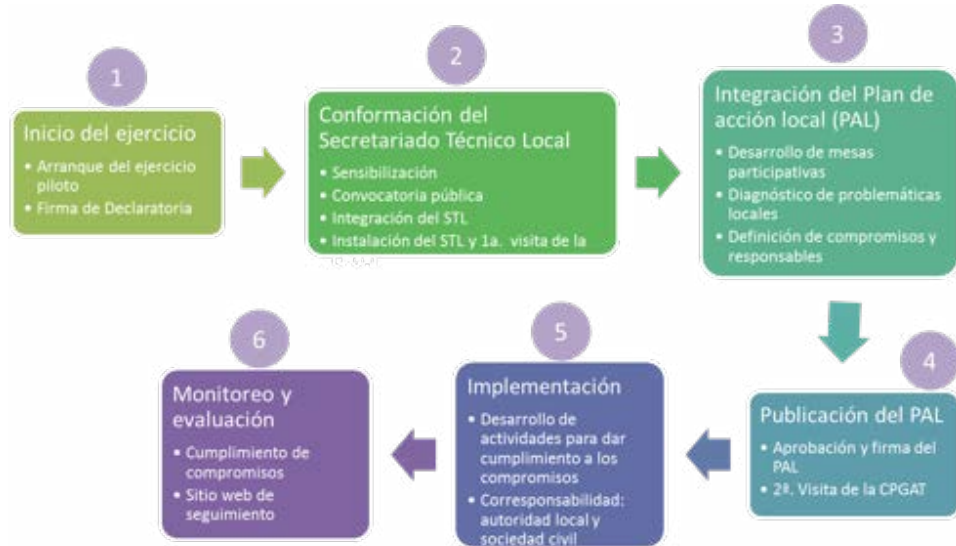 1
Inicio del ejercicio
• Arranque del ejercicio
piloto
• Firma de Declaratoria
2
Conformación del
Secretariado Técnico Local
• Sensibilización
• Convocatoria pública
• Integración del STL
• Instalación del STL y 1a. visita de la
3
Integración del Plan de
acción local (PAL)
• Desarrollo de mesas
participativas
• Diagnóstico de problemáticas
locales
• Definición de compromisos y
responsables
4
Publicación del PAL
• Aprobación y firma del
PAL
• 2ª. Visita de la CPGAT
5
Implementación
• Desarrollo de
actividades para dar
cumplimiento a los
compromisos
• Corresponsabilidad:
autoridad local y
sociedad civil
6
Monitoreo y
evaluación
• Cumplimiento de
compromisos
• Sitio web de
seguimiento